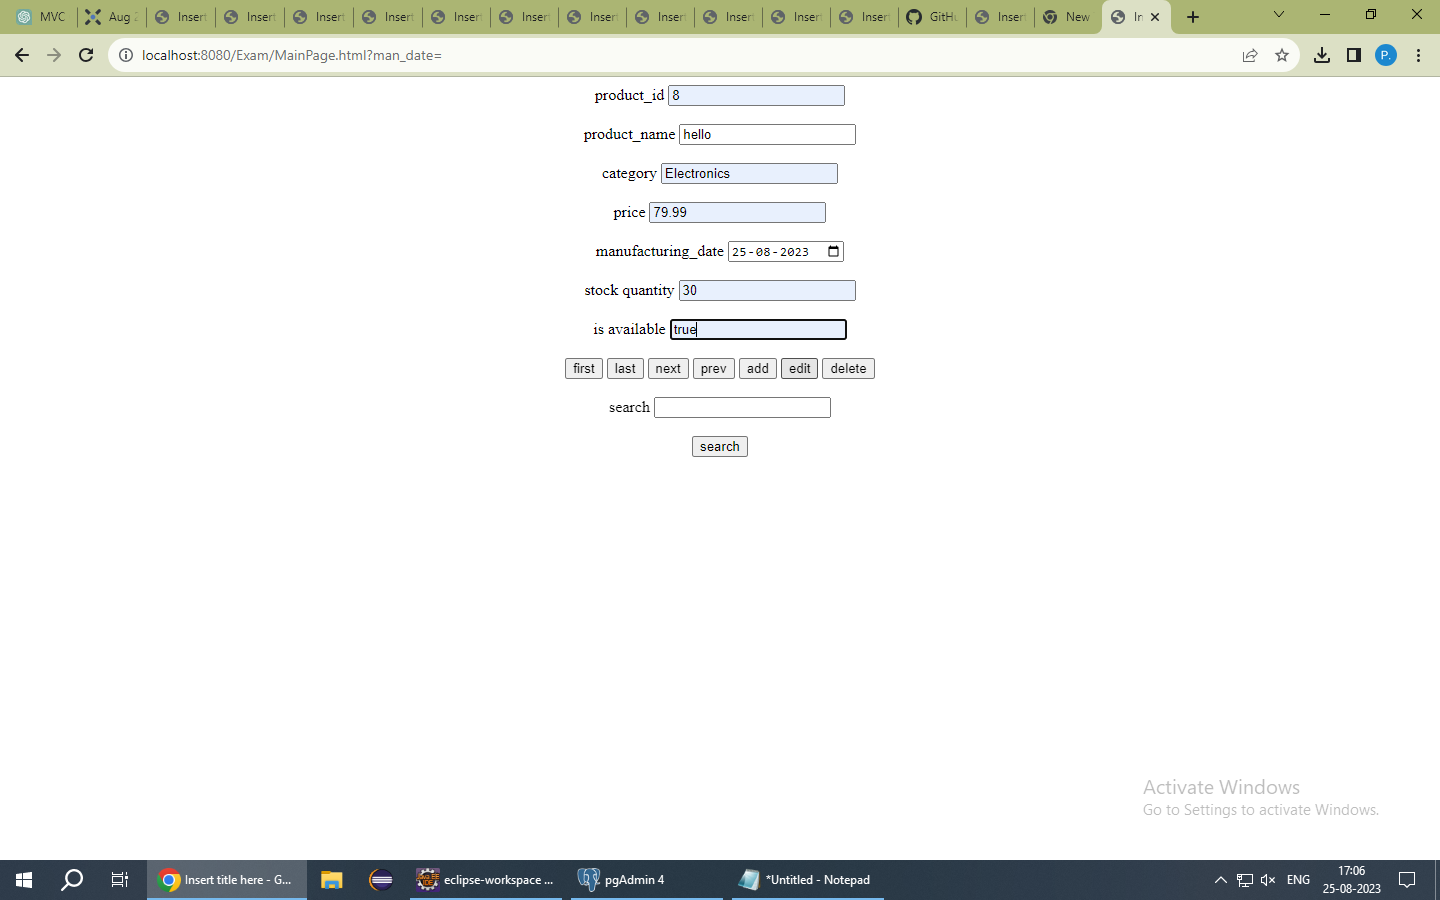 MVC Aug Insert Insert Insert Insert Insert Insert Insert Insert Insert Insert Insert GitHu Insert New In
localhost:8080/Exam/MainPage.html?man_date=
P.
product_id 8
product_name hello
category Electronics
price 79.99
manufacturing_date 25-08-2023
stock quantity 30
is available true
first last next prev add edit delete
search
search
Activate Windows
Go to Settings to activate Windows.
Insert title here - G... eclipse-workspace ... pgAdmin 4 *Untitled - Notepad ENG 17:06
25-08-2023